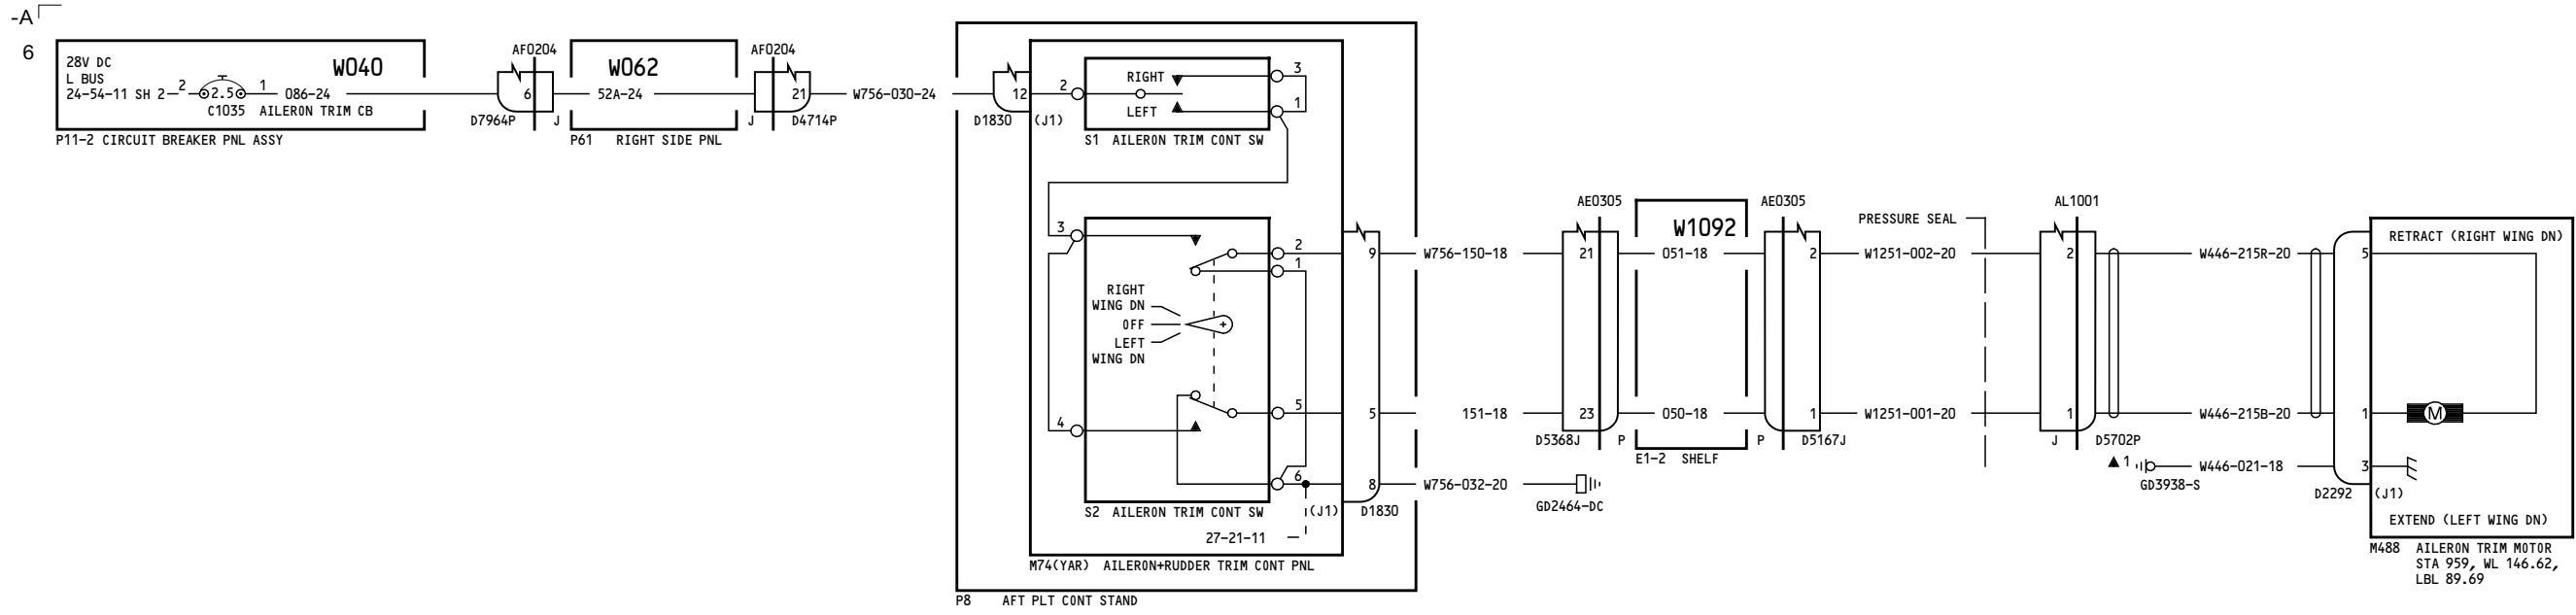 -A
6
28V DC
L BUS
24-54-11 SH 2
2
2.5
1
086-24
W040
C1035 AILERON TRIM CB
P11-2 CIRCUIT BREAKER PNL ASSY
AF0204
6
D7964P
J
W062
52A-24
P61 RIGHT SIDE PNL
AF0204
21
J
D4714P
W756-030-24
12
D1830
(J1)
2
RIGHT
LEFT
3
1
S1 AILERON TRIM CONT SW
3
4
2
1
RIGHT
WING DN
OFF
LEFT
WING DN
5
6
S2 AILERON TRIM CONT SW
(J1)
27-21-11
M74(YAR) AILERON+RUDDER TRIM CONT PNL
P8 AFT PLT CONT STAND
9
5
8
D1830
W756-150-18
151-18
W756-032-20
GD2464-DC
AE0305
21
23
D5368J
P
W1092
051-18
050-18
E1-2 SHELF
AE0305
2
1
P
D5167J
PRESSURE SEAL
W1251-002-20
W1251-001-20
AL1001
2
1
J
D5702P
1
GD3938-S
W446-215R-20
W446-215B-20
W446-021-18
5
1
3
D2292
(J1)
RETRACT (RIGHT WING DN)
M
EXTEND (LEFT WING DN)
M488 AILERON TRIM MOTOR
STA 959, WL 146.62,
LBL 89.69